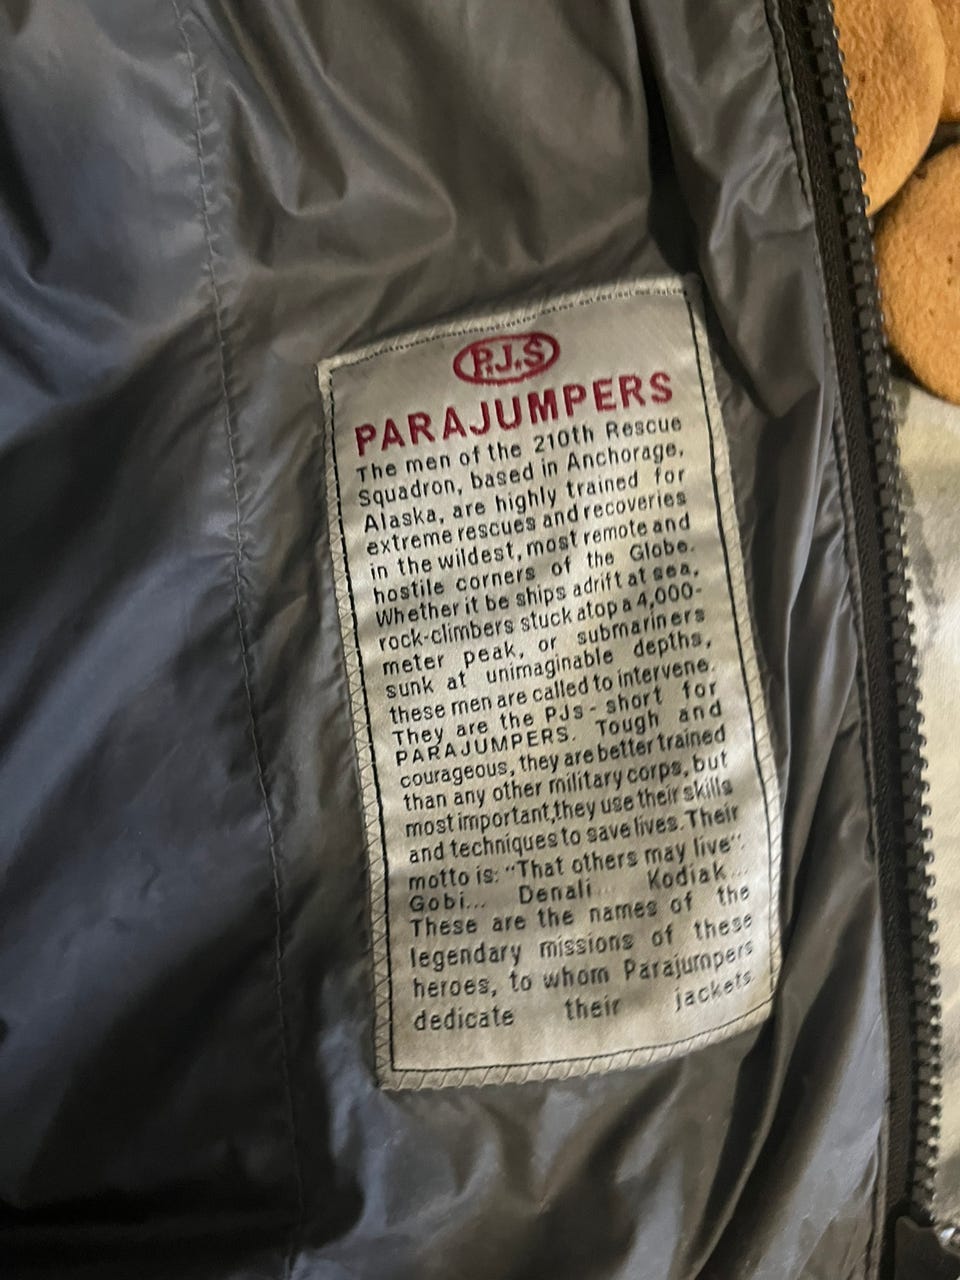 P.J.S
PARAJUMPERS
The men of the 210th Rescue
Squadron, based in Anchorage,
Alaska, are highly trained for
extreme rescues and recoveries
in the wildest, most remote and
hostile corners of the Globe.
Whether it be ships adrift at sea,
rock-climbers stuck atop a 4,000-
meter peak, or submariners
sunk at unimaginable depths,
these men are called to intervene.
They are the PJs - short for
PARAJUMPERS. Tough and
courageous, they are better trained
than any other military corps, but
most important,they use their skills
and techniques to save lives. Their
motto is: "That others may live".
Gobi... Denali... Kodiak...
These are the names of the
legendary missions of these
heroes, to whom Parajumpers
dedicate their jackets.